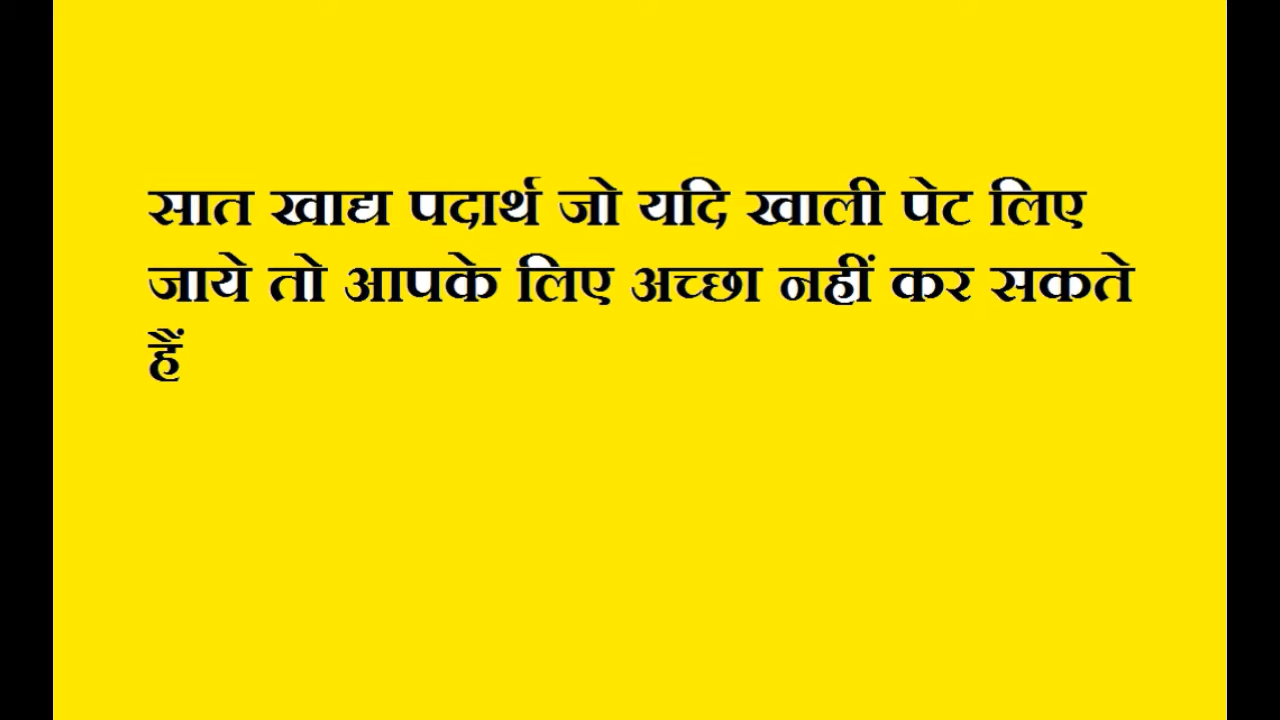 सात खाद्य पदार्थ जो यदि खाली पेट लिए
जाये तो आपके लिए अच्छा नहीं कर सकते
हैं